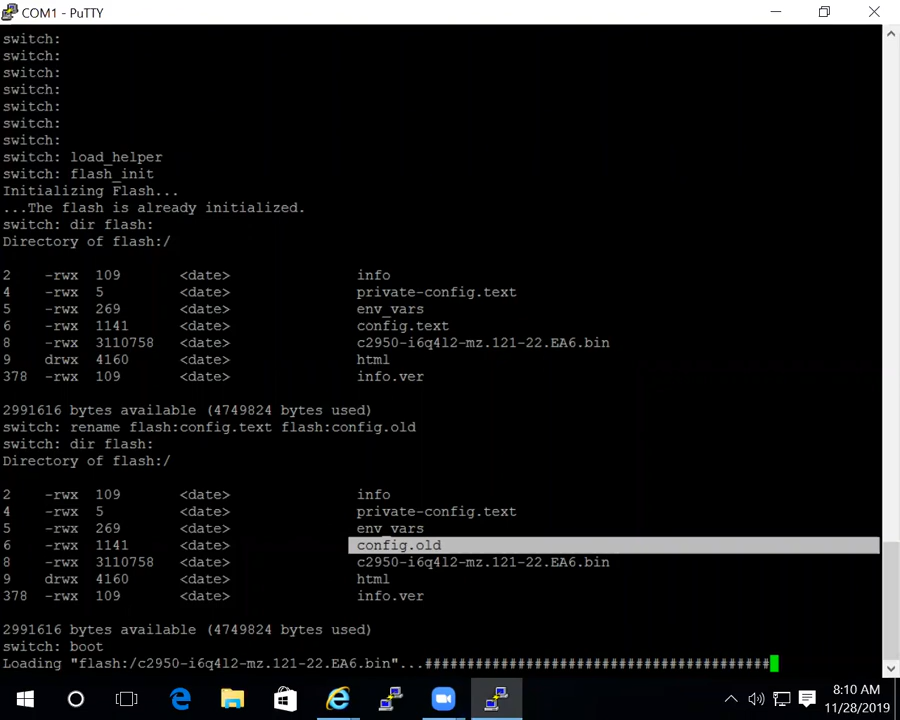 COM1 - PuTTY
switch:
switch:
switch:
switch:
switch:
switch:
switch:
switch: load_helper
switch: flash_init
Initializing Flash...
...The flash is already initialized.
switch: dir flash:
Directory of flash:/
2 -rwx 109 <date> info
4 -rwx 5 <date> private-config.text
5 -rwx 269 <date> env_vars
6 -rwx 1141 <date> config.text
8 -rwx 3110758 <date> c2950-i6q4l2-mz.121-22.EA6.bin
9 drwx 4160 <date> html
378 -rwx 109 <date> info.ver
2991616 bytes available (4749824 bytes used)
switch: rename flash:config.text flash:config.old
switch: dir flash:
Directory of flash:/
2 -rwx 109 <date> info
4 -rwx 5 <date> private-config.text
5 -rwx 269 <date> env_vars
6 -rwx 1141 <date> config.old
8 -rwx 3110758 <date> c2950-i6q4l2-mz.121-22.EA6.bin
9 drwx 4160 <date> html
378 -rwx 109 <date> info.ver
2991616 bytes available (4749824 bytes used)
switch: boot
Loading "flash:/c2950-i6q4l2-mz.121-22.EA6.bin"...#########################################
8:10 AM
11/28/2019